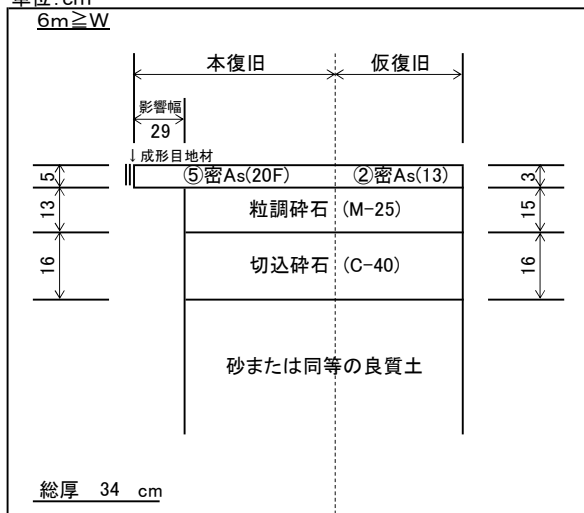 単位:cm
6m≧W
本復旧 仮復旧
影響幅
29
↓成形目地材
5 ⑤密As(20F) ②密As(13) 3
13 粒調砕石 (M-25) 15
16 切込砕石 (C-40) 16
砂または同等の良質土
総厚 34 cm